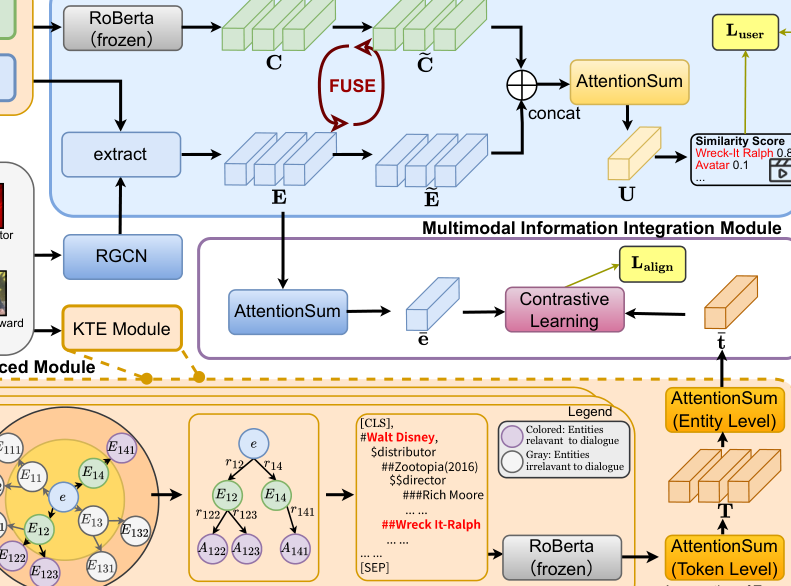 RoBerta
(frozen)
C
C̃
FUSE
concat
AttentionSum
L_user
extract
E
Ẽ
U
Similarity Score
Wreck-It Ralph 0.8
Avatar 0.1
...
Multimodal Information Integration Module
RGCN
tor
ward
KTE Module
AttentionSum
ē
Contrastive
Learning
L_align
t̄
ced Module
AttentionSum
(Entity Level)
T
AttentionSum
(Token Level)
RoBerta
(frozen)
Legend
Colored: Entities
relavant to dialogue
Gray: Entities
irrelavant to dialogue
[CLS],
#Walt Disney,
$distributor
##Zootopia(2016)
$$director
###Rich Moore
... ...
##Wreck It-Ralph
... ...
... ...
[SEP]
e
r12
r14
E12
E14
r122
r123
r141
A122
A123
A141
E111
E141
E11
E14
e
E12
E13
E132
E122
E123
E131